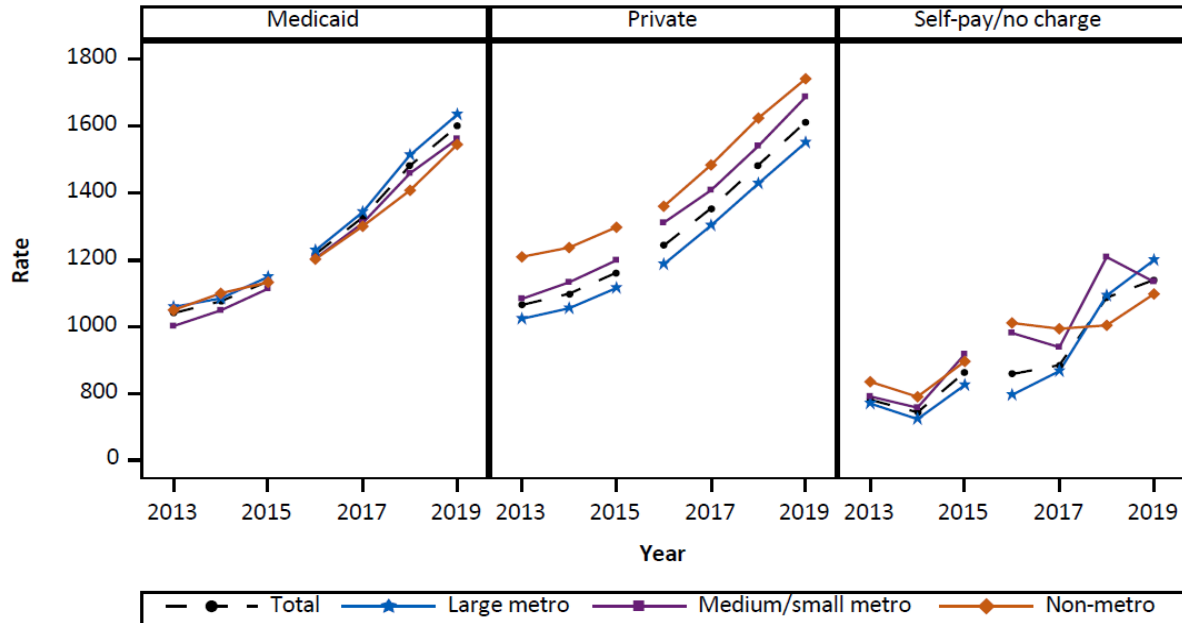 Medicaid Private Self-pay/no charge
1800
1600
1400
1200
1000
800
0
Rate
2013 2015 2017 2019 2013 2015 2017 2019 2013 2015 2017 2019
Year
Total Large metro Medium/small metro Non-metro